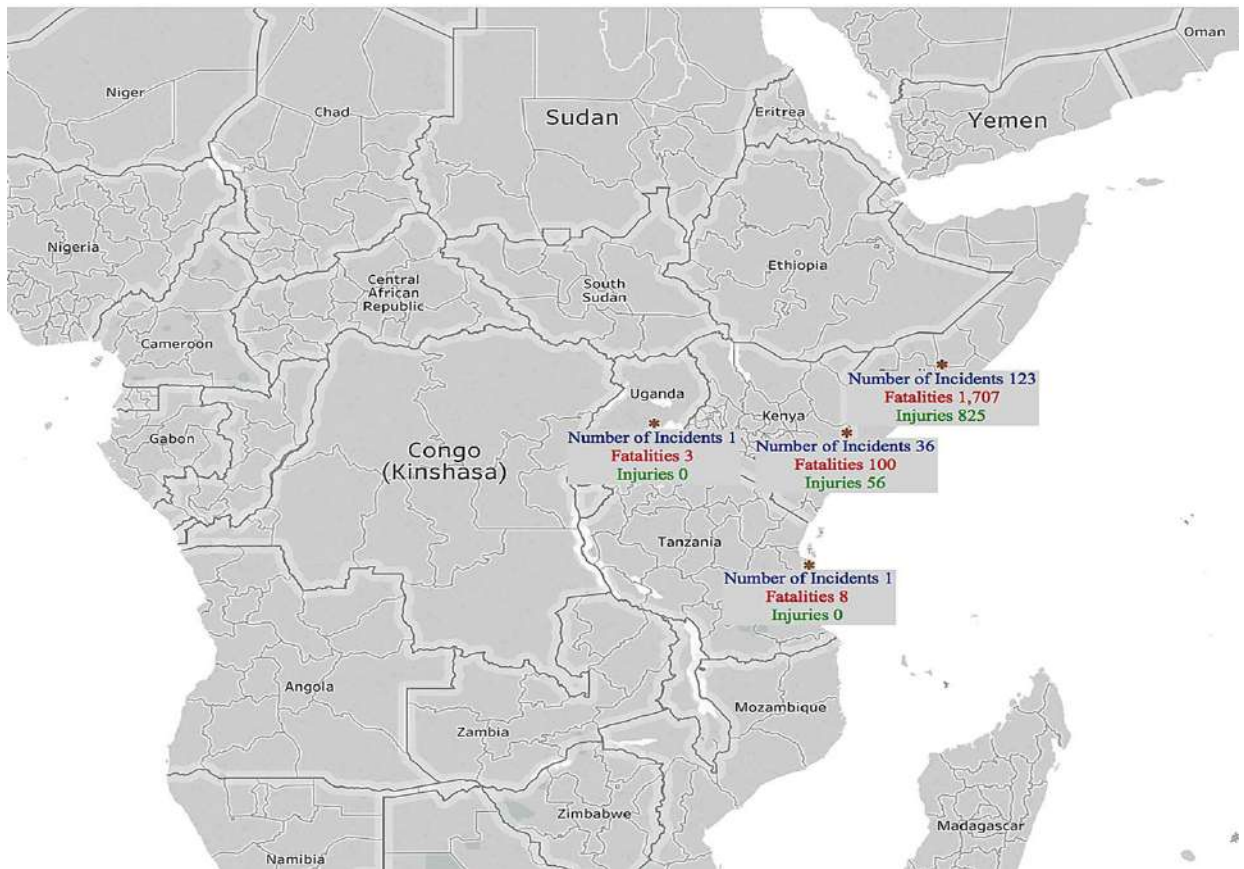 Oman
Niger
Chad
Sudan
Eritrea
Yemen
Nigeria
Ethiopia
Central
African
Republic
South
Sudan
Cameroon
Number of Incidents 123
Fatalities 1,707
Injuries 825
Uganda
Kenya
Gabon
Congo
(Kinshasa)
Number of Incidents 1
Fatalities 3
Injuries 0
Number of Incidents 36
Fatalities 100
Injuries 56
Tanzania
Number of Incidents 1
Fatalities 8
Injuries 0
Angola
Mozambique
Zambia
Zimbabwe
Madagascar
Namibia